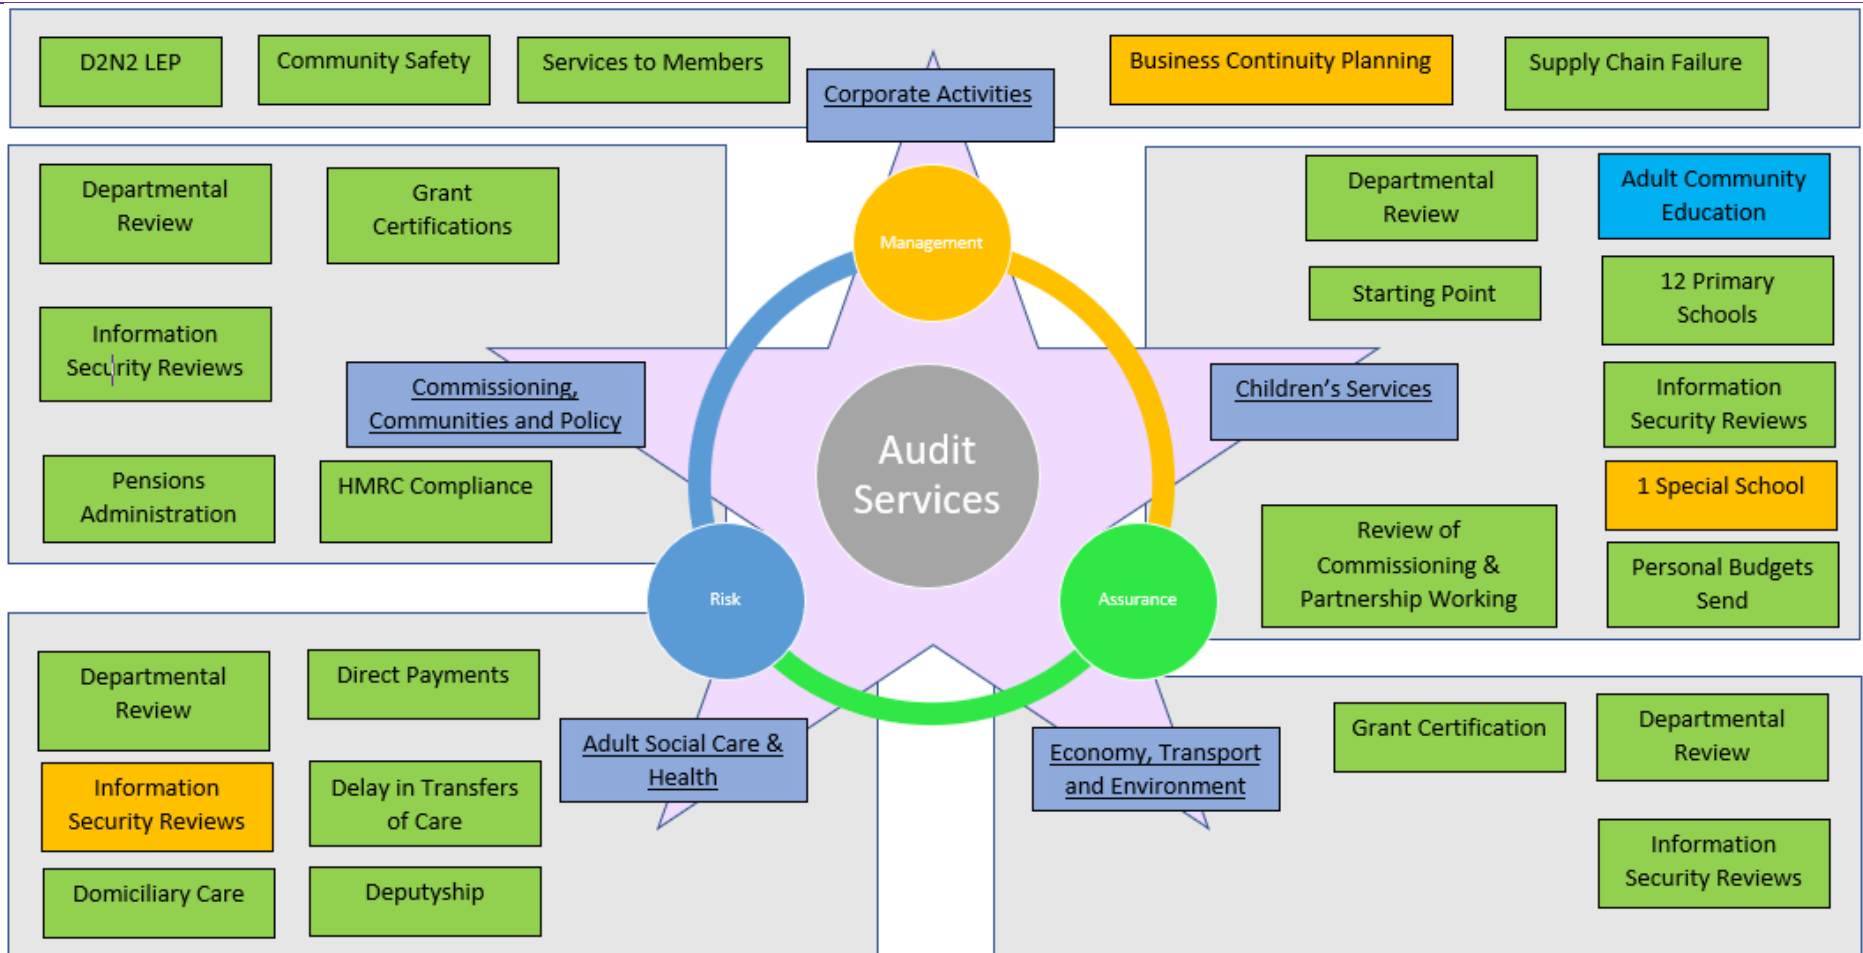 D2N2 LEP
Community Safety
Services to Members
Corporate Activities
Business Continuity Planning
Supply Chain Failure
Departmental
Review
Grant
Certifications
Information
Security Reviews
Commissioning,
Communities and Policy
Pensions
Administration
HMRC Compliance
Management
Audit
Services
Risk
Assurance
Departmental
Review
Adult Community
Education
Starting Point
12 Primary
Schools
Children’s Services
Information
Security Reviews
1 Special School
Review of
Commissioning &
Partnership Working
Personal Budgets
Send
Departmental
Review
Direct Payments
Adult Social Care &
Health
Information
Security Reviews
Delay in Transfers
of Care
Domiciliary Care
Deputyship
Economy, Transport
and Environment
Grant Certification
Departmental
Review
Information
Security Reviews